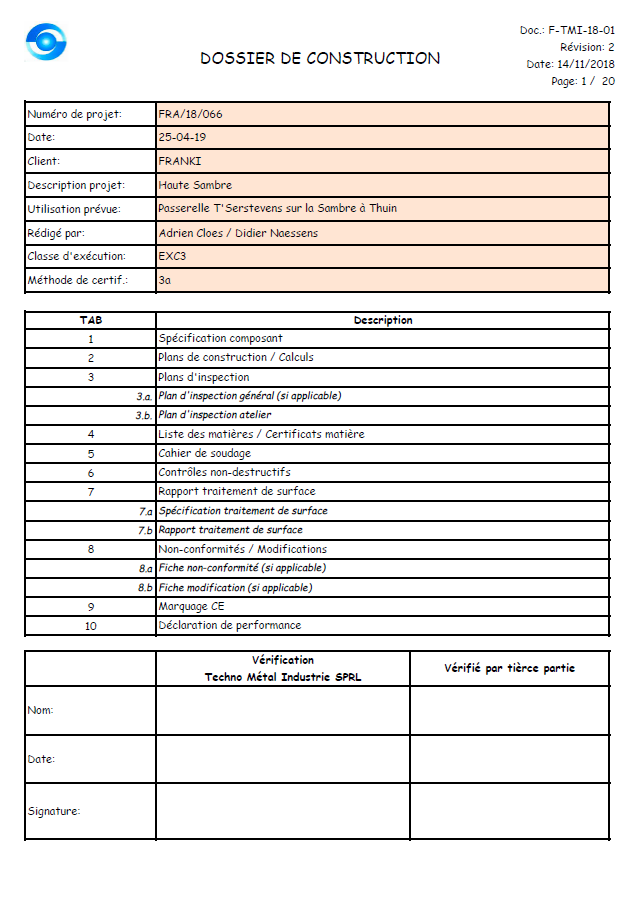 Doc.: F-TMI-18-01
Révision: 2
DOSSIER DE CONSTRUCTION
Date: 14/11/2018
Page: 1 / 20
Numéro de projet: FRA/18/066
Date: 25-04-19
Client: FRANKI
Description projet: Haute Sambre
Utilisation prévue: Passerelle T'Serstevens sur la Sambre à Thuin
Rédigé par: Adrien Cloes / Didier Naessens
Classe d'exécution: EXC3
Méthode de certif.: 3a
TAB Description
1 Spécification composant
2 Plans de construction / Calculs
3 Plans d'inspection
3.a. Plan d'inspection général (si applicable)
3.b. Plan d'inspection atelier
4 Liste des matières / Certificats matière
5 Cahier de soudage
6 Contrôles non-destructifs
7 Rapport traitement de surface
7.a Spécification traitement de surface
7.b Rapport traitement de surface
8 Non-conformités / Modifications
8.a Fiche non-conformité (si applicable)
8.b Fiche modification (si applicable)
9 Marquage CE
10 Déclaration de performance
Vérification
Techno Métal Industrie SPRL
Vérifié par tièrce partie
Nom:
Date:
Signature: